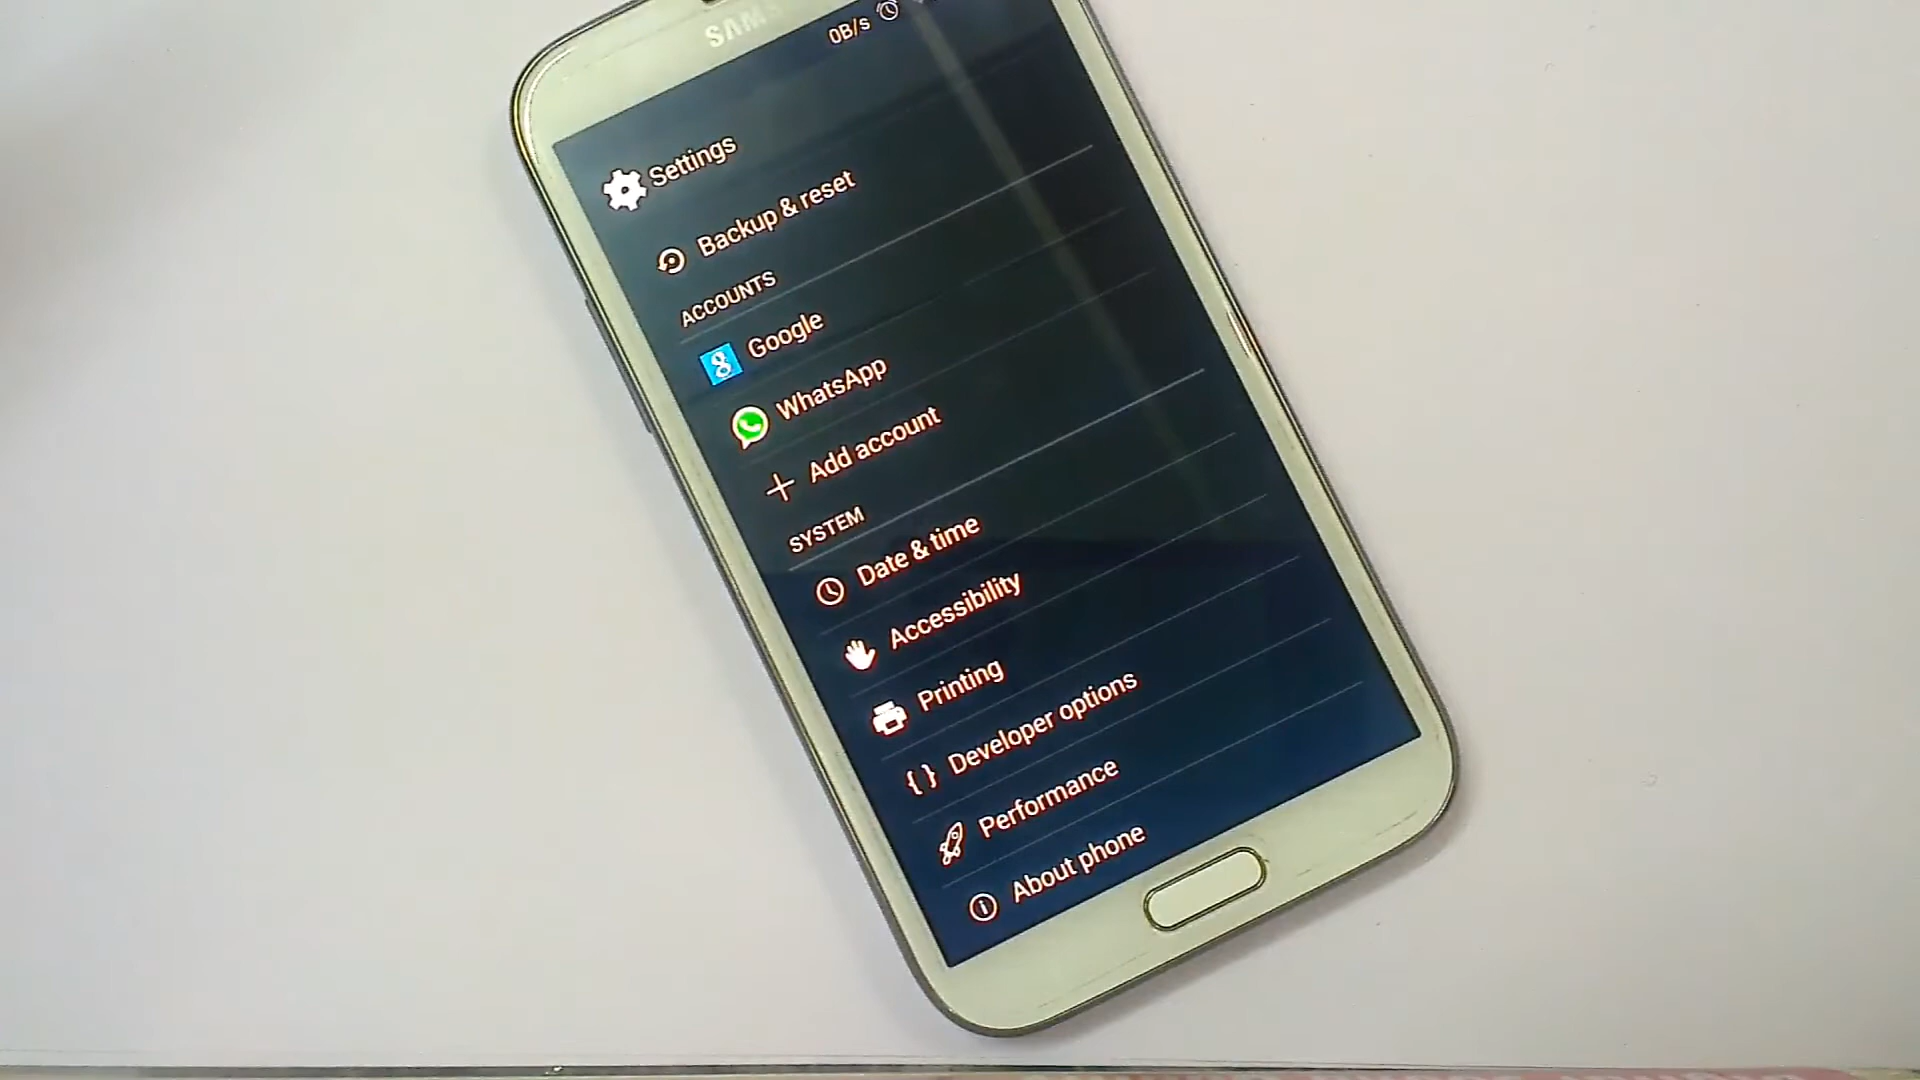 SAM
0B/s
Settings
Backup & reset
ACCOUNTS
Google
WhatsApp
Add account
SYSTEM
Date & time
Accessibility
Printing
{ } Developer options
Performance
About phone